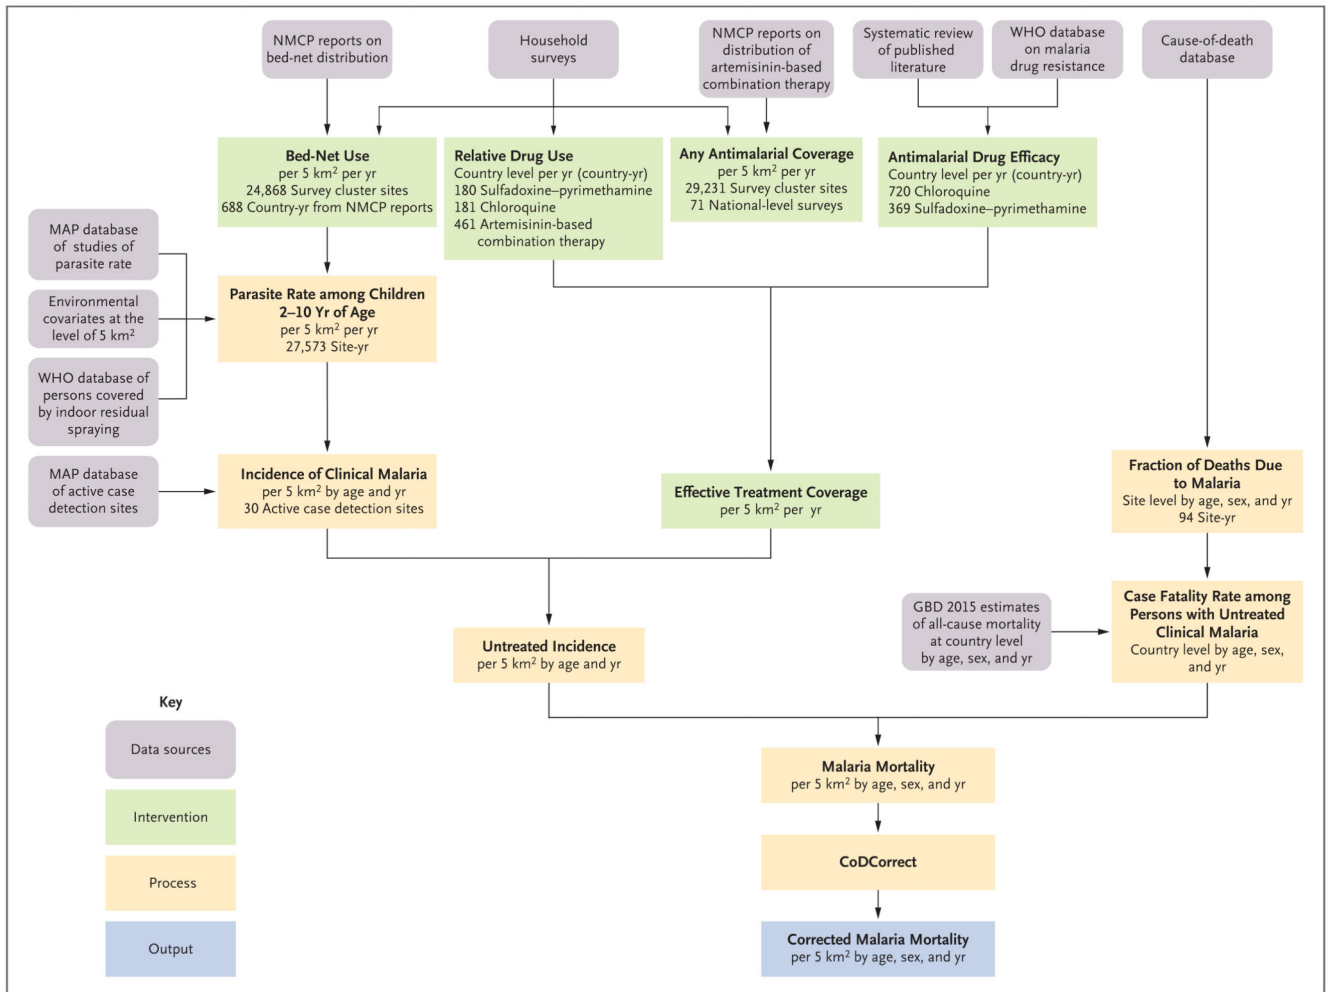 NMCP reports on
bed-net distribution
Household
surveys
NMCP reports on
distribution of
artemisinin-based
combination therapy
Systematic review
of published
literature
WHO database
on malaria
drug resistance
Cause-of-death
database
Bed-Net Use
per 5 km² per yr
24,868 Survey cluster sites
688 Country-yr from NMCP reports
Relative Drug Use
Country level per yr (country-yr)
180 Sulfadoxine–pyrimethamine
181 Chloroquine
461 Artemisinin-based
combination therapy
Any Antimalarial Coverage
per 5 km² per yr
29,231 Survey cluster sites
71 National-level surveys
Antimalarial Drug Efficacy
Country level per yr (country-yr)
720 Chloroquine
369 Sulfadoxine–pyrimethamine
MAP database
of studies of
parasite rate
Environmental
covariates at the
level of 5 km²
WHO database of
persons covered
by indoor residual
spraying
Parasite Rate among Children
2–10 Yr of Age
per 5 km² per yr
27,573 Site-yr
MAP database
of active case
detection sites
Incidence of Clinical Malaria
per 5 km² by age and yr
30 Active case detection sites
Effective Treatment Coverage
per 5 km² per yr
Fraction of Deaths Due
to Malaria
Site level by age, sex, and yr
94 Site-yr
Untreated Incidence
per 5 km² by age and yr
GBD 2015 estimates
of all-cause mortality
at country level
by age, sex, and yr
Case Fatality Rate among
Persons with Untreated
Clinical Malaria
Country level by age, sex,
and yr
Key
Data sources
Intervention
Process
Output
Malaria Mortality
per 5 km² by age, sex, and yr
CoDCorrect
Corrected Malaria Mortality
per 5 km² by age, sex, and yr